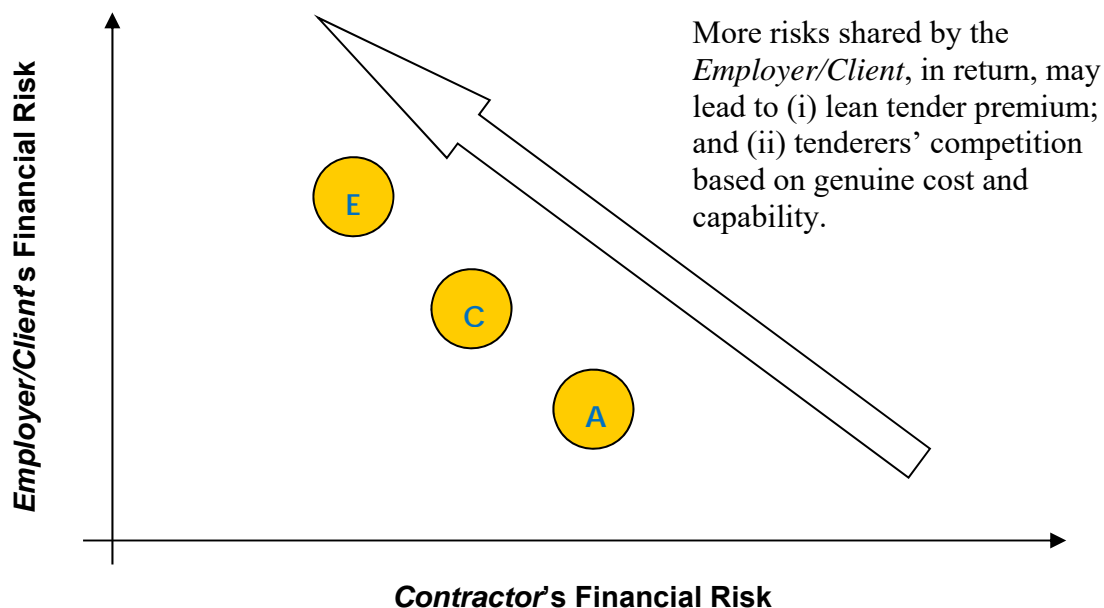 More risks shared by the
Employer/Client, in return, may
lead to (i) lean tender premium;
and (ii) tenderers’ competition
based on genuine cost and
capability.
Employer/Client's Financial Risk
E
C
A
Contractor's Financial Risk